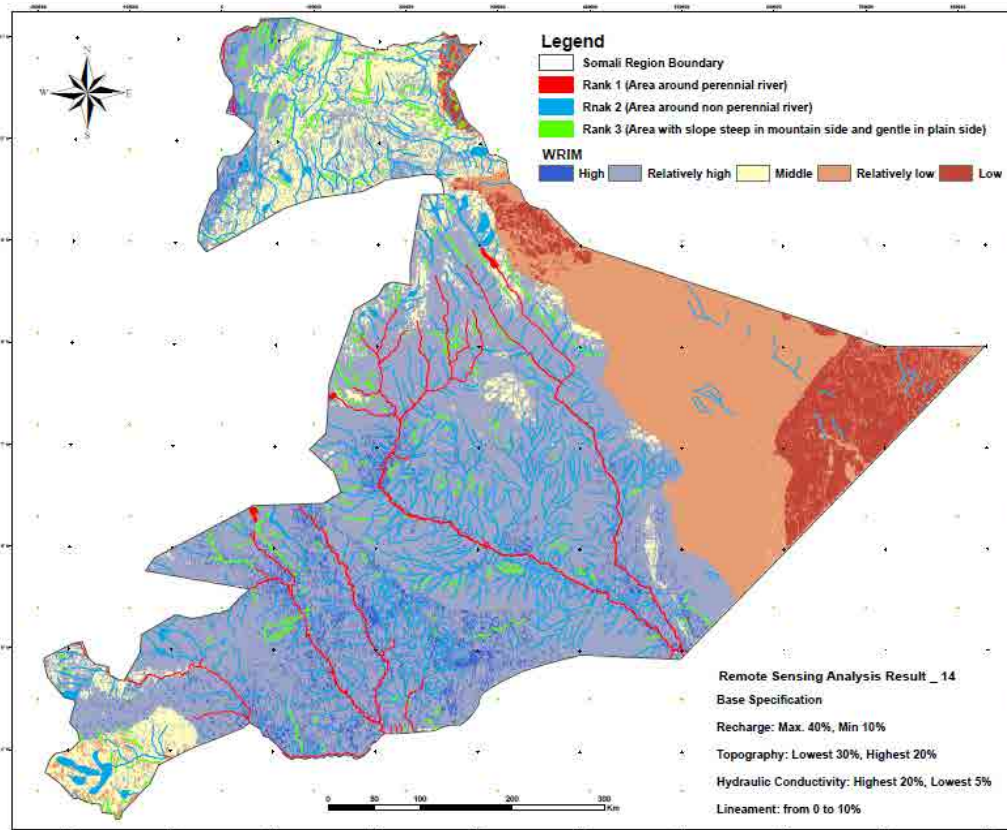 N
W E
S
Legend
Somali Region Boundary
Rank 1 (Area around perennial river)
Rnak 2 (Area around non perennial river)
Rank 3 (Area with slope steep in mountain side and gentle in plain side)
WRIM
High Relatively high Middle Relatively low Low
Remote Sensing Analysis Result _ 14
Base Specification
Recharge: Max. 40%, Min 10%
Topography: Lowest 30%, Highest 20%
Hydraulic Conductivity: Highest 20%, Lowest 5%
Lineament: from 0 to 10%
0 50 100 200 300
Km